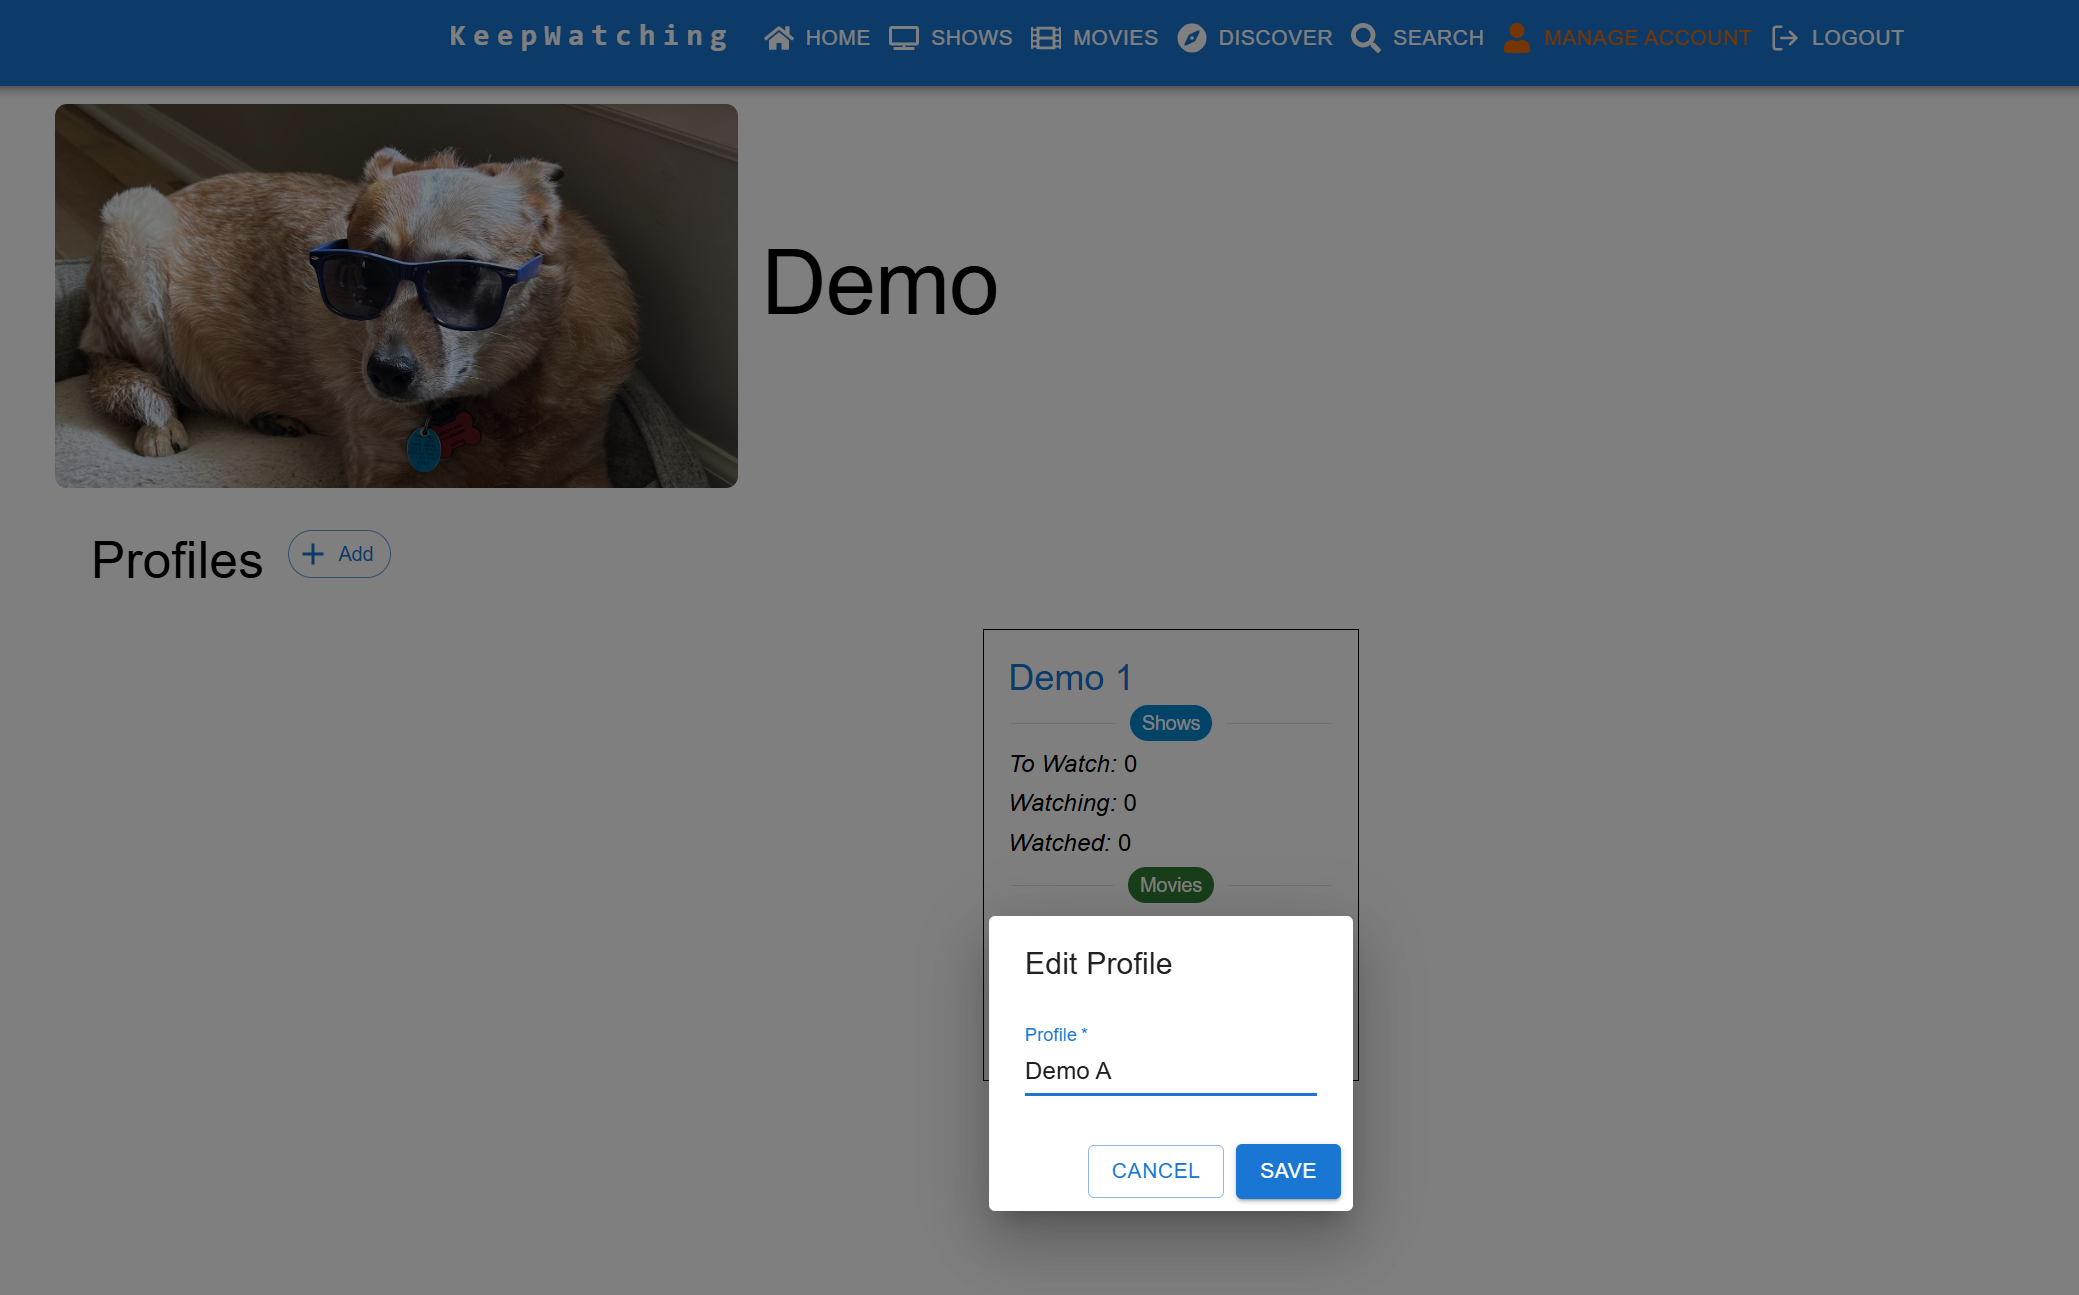 KeepWatching HOME SHOWS MOVIES DISCOVER SEARCH MANAGE ACCOUNT LOGOUT
Demo
Profiles Add
Demo 1
Shows
To Watch: 0
Watching: 0
Watched: 0
Movies
Edit Profile
Profile *
Demo A
CANCEL SAVE